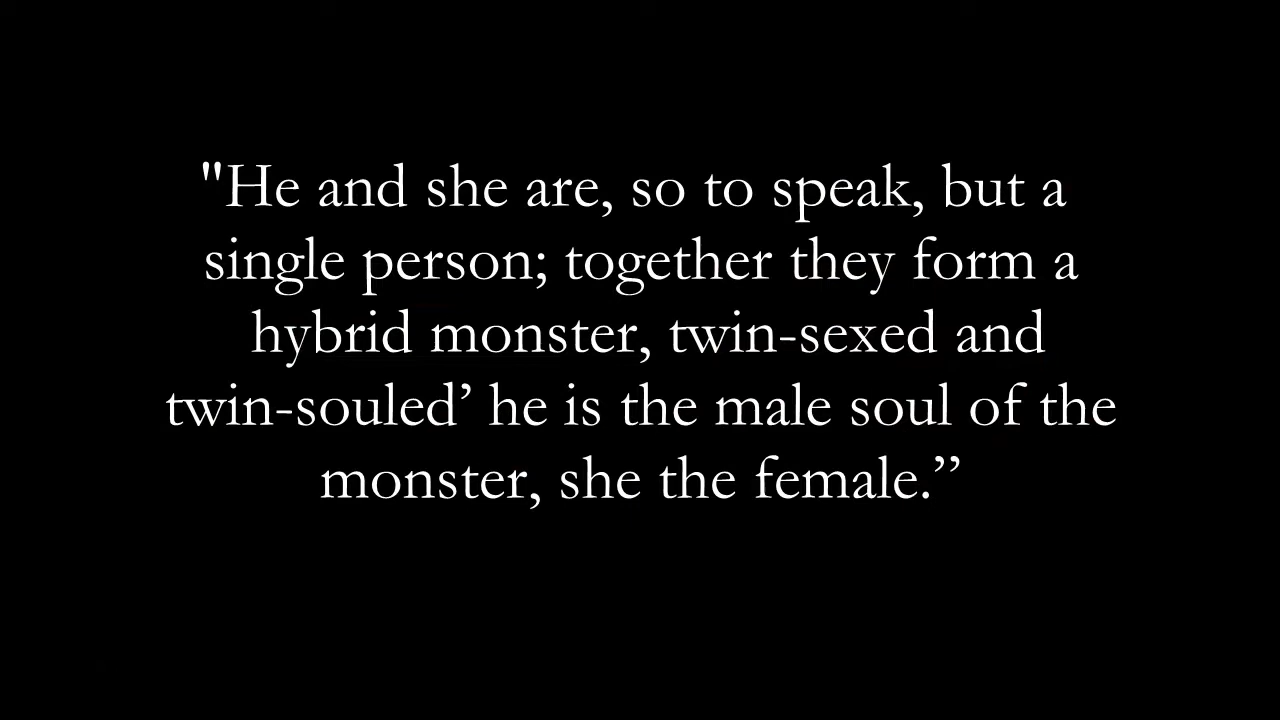 "He and she are, so to speak, but a
single person; together they form a
hybrid monster, twin-sexed and
twin-souled’ he is the male soul of the
monster, she the female.”